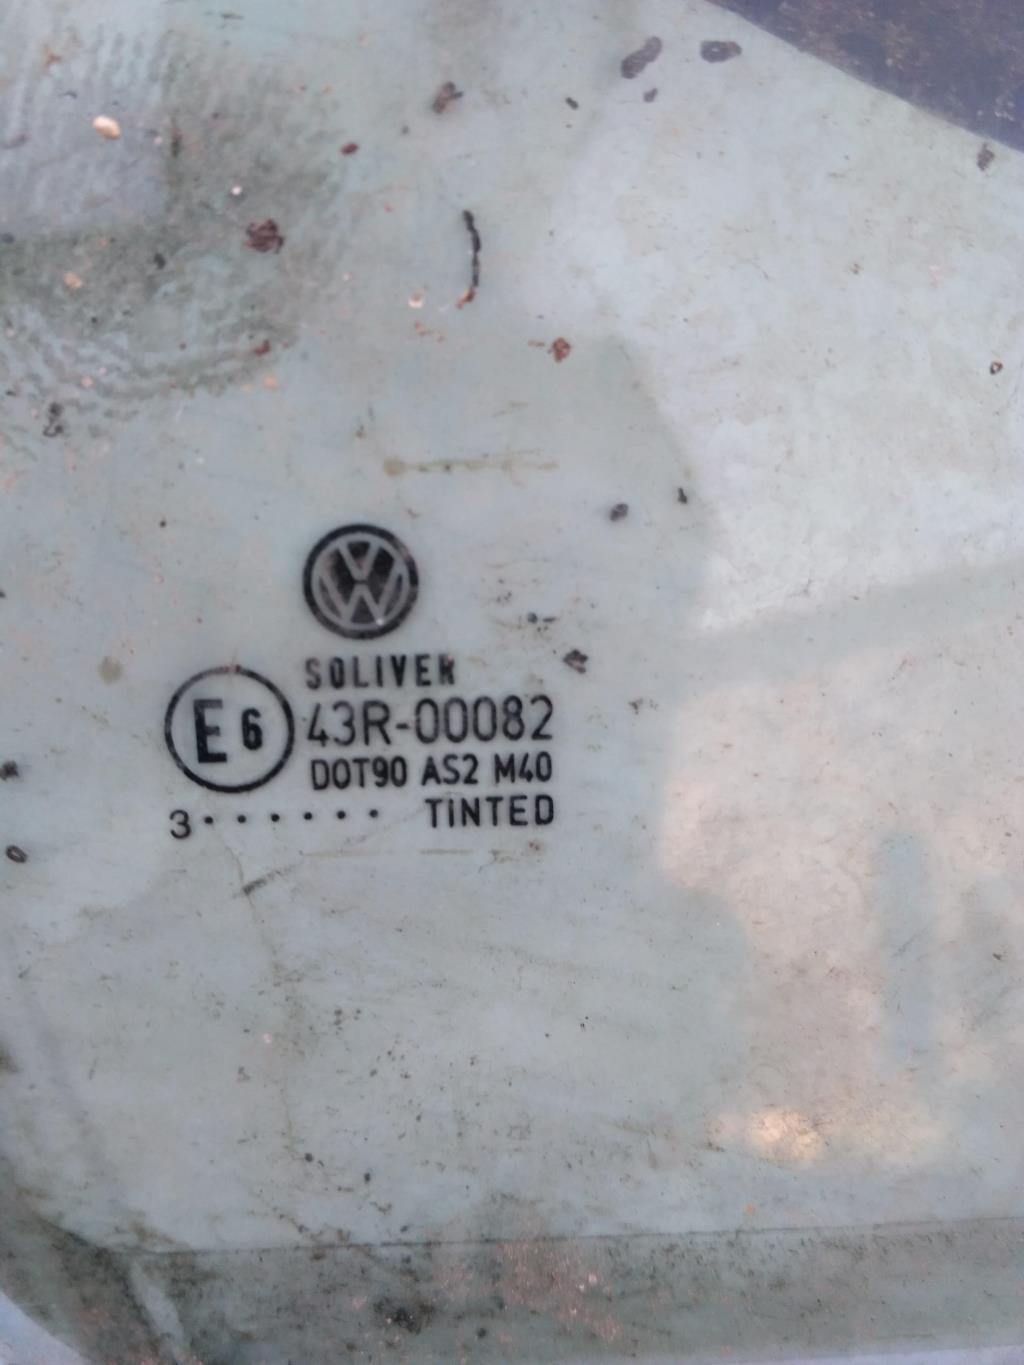 SOLIVER
E6 43R-00082
DOT90 AS2 M40
3 · · · · · · TINTED